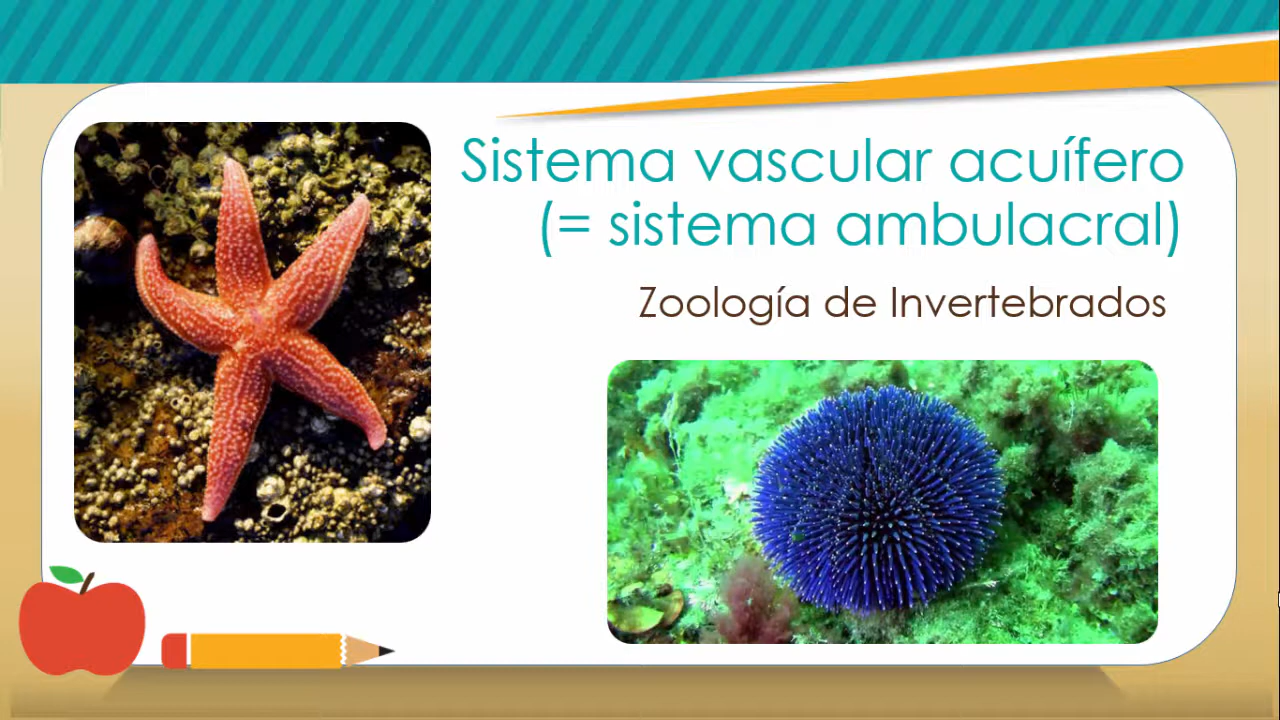 Sistema vascular acuífero
(= sistema ambulacral)
Zoología de Invertebrados